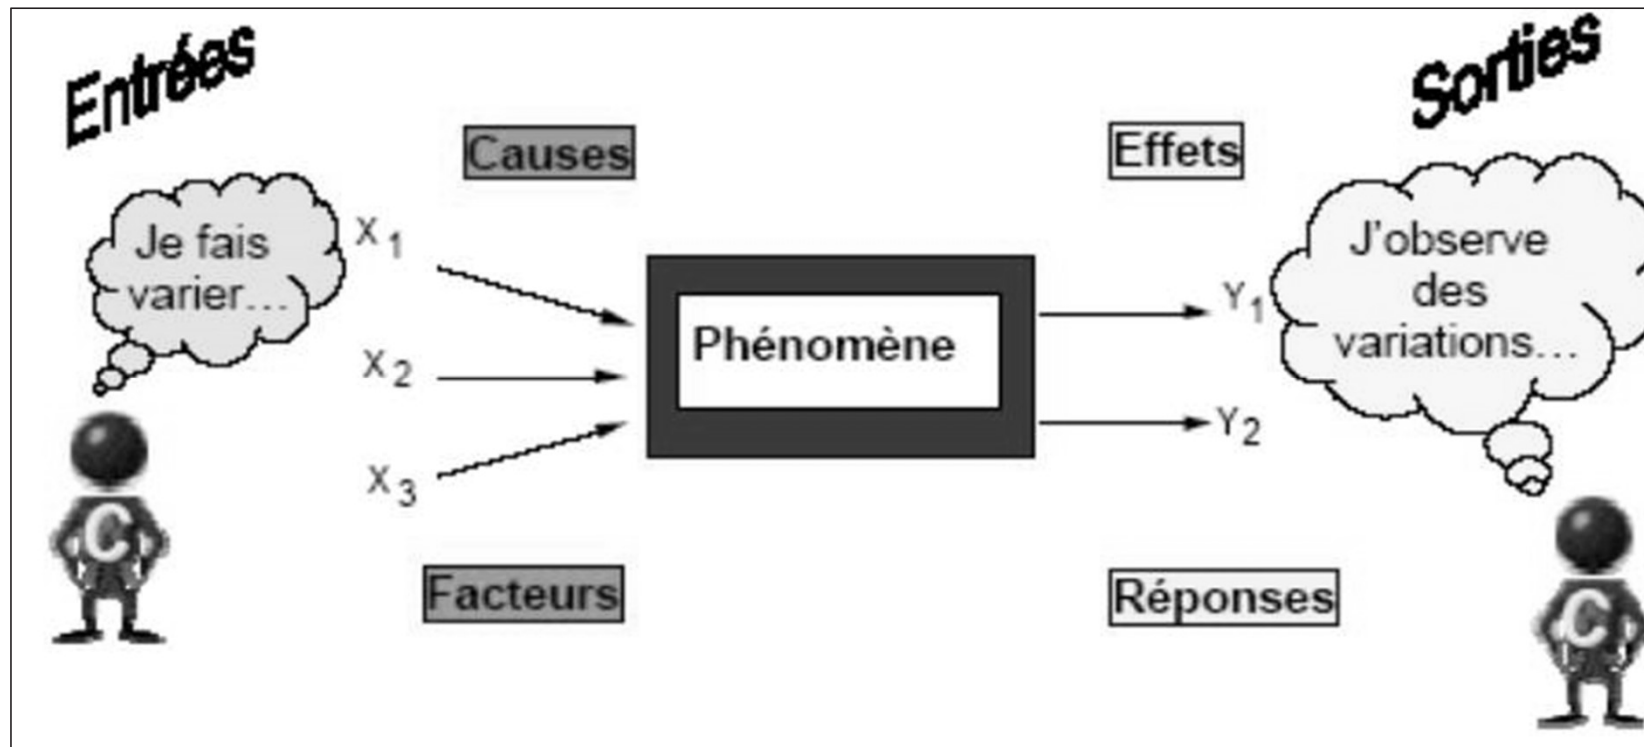 Entrées
Sorties
Causes
Effets
Je fais
varier...
X1
X2
X3
Phénomène
Y1
Y2
J'observe
des
variations...
C
Facteurs
Réponses
C